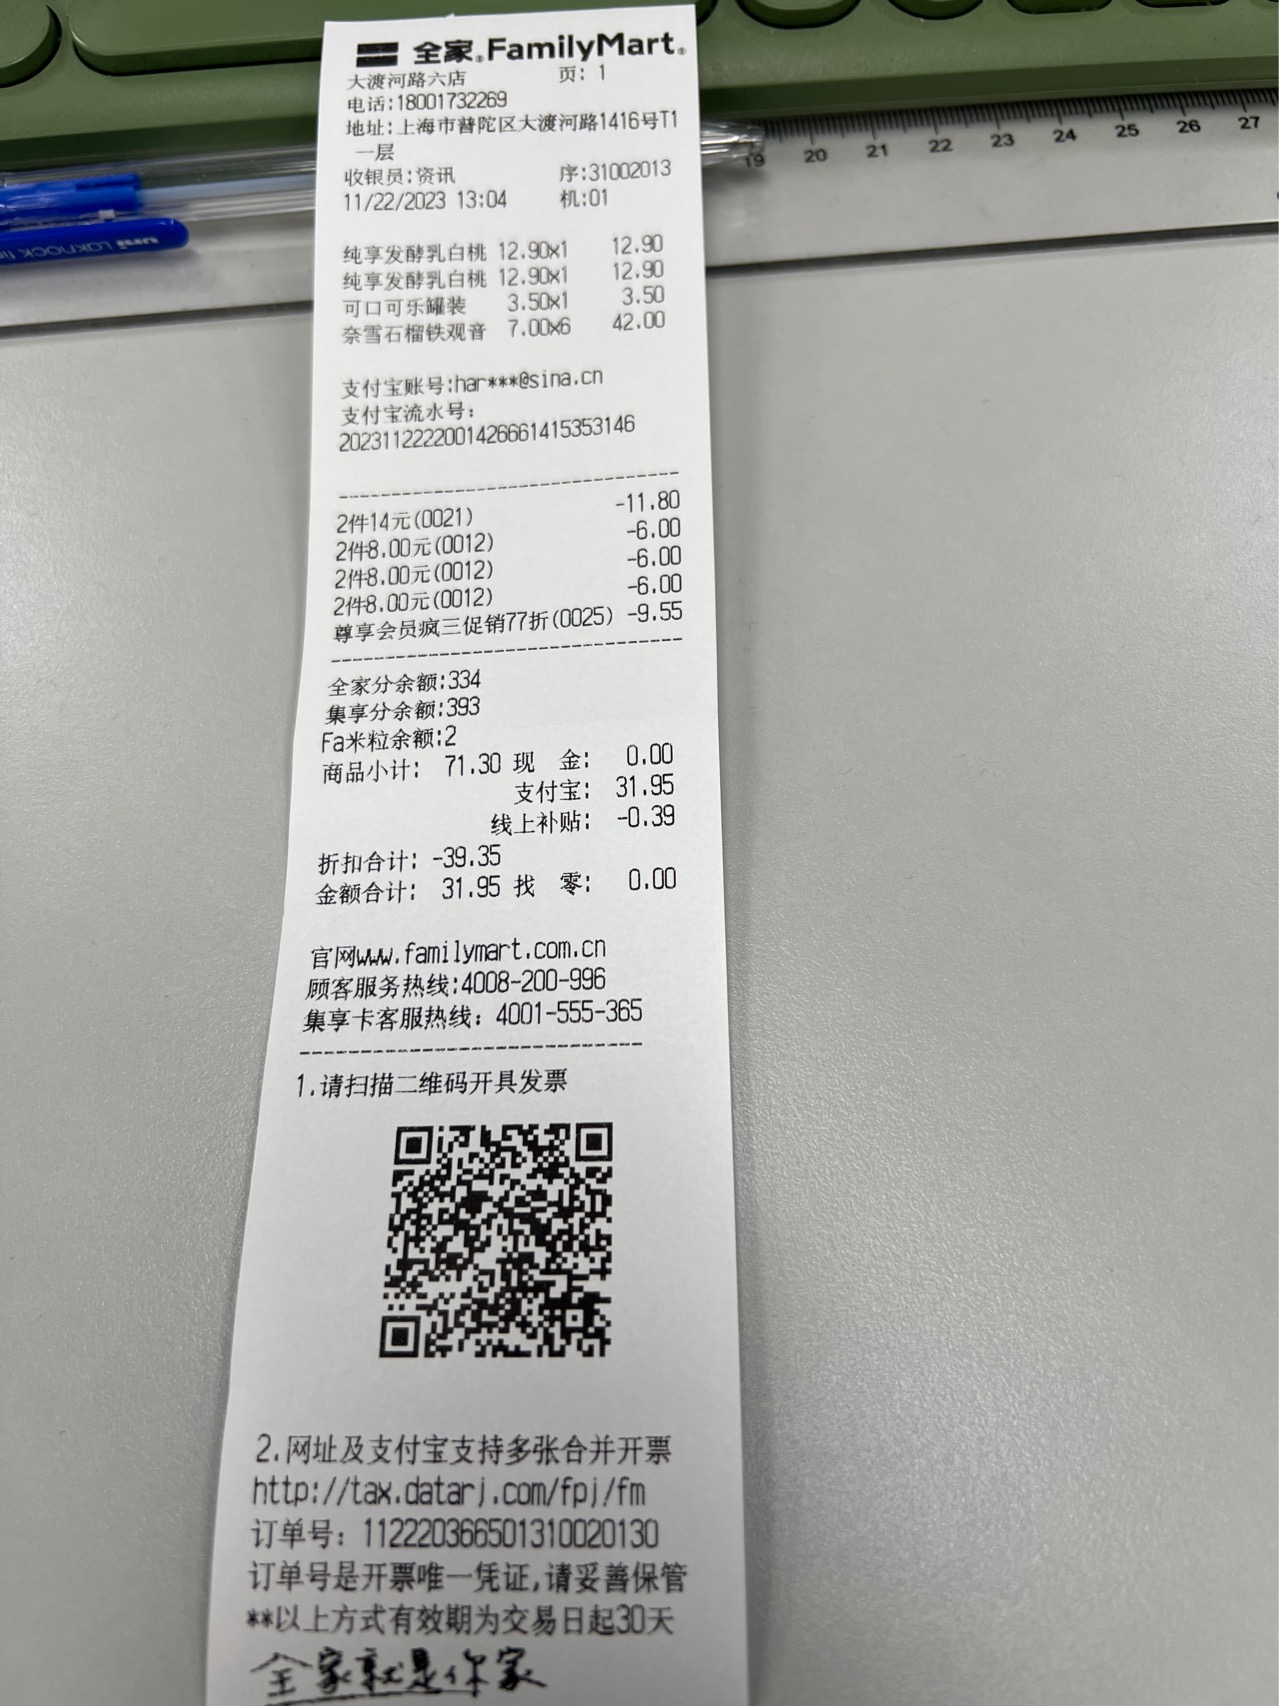 全家®FamilyMart®
大渡河路六店 页: 1
电话:18001732269
地址:上海市普陀区大渡河路1416号T1
一层
收银员:资讯 序:31002013
11/22/2023 13:04 机:01
纯享发酵乳白桃 12.90x1 12.90
纯享发酵乳白桃 12.90x1 12.90
可口可乐罐装 3.50x1 3.50
奈雪石榴铁观音 7.00x6 42.00
支付宝账号:har***@sina.cn
支付宝流水号:
2023112222001426661415353146
2件14元(0021) -11.80
2件8.00元(0012) -6.00
2件8.00元(0012) -6.00
2件8.00元(0012) -6.00
尊享会员疯三促销77折(0025) -9.55
全家分余额:334
集享分余额:393
Fa米粒余额:2
商品小计: 71.30 现 金: 0.00
支付宝: 31.95
线上补贴: -0.39
折扣合计: -39.35
金额合计: 31.95 找 零: 0.00
官网www.familymart.com.cn
顾客服务热线:4008-200-996
集享卡客服热线: 4001-555-365
1.请扫描二维码开具发票
2.网址及支付宝支持多张合并开票
http://tax.datarj.com/fpj/fm
订单号: 1122203665013100201​30
订单号是开票唯一凭证,请妥善保管
**以上方式有效期为交易日起30天
全家就是你家
19 20 21 22 23 24 25 26 27
uni LAKNOCK